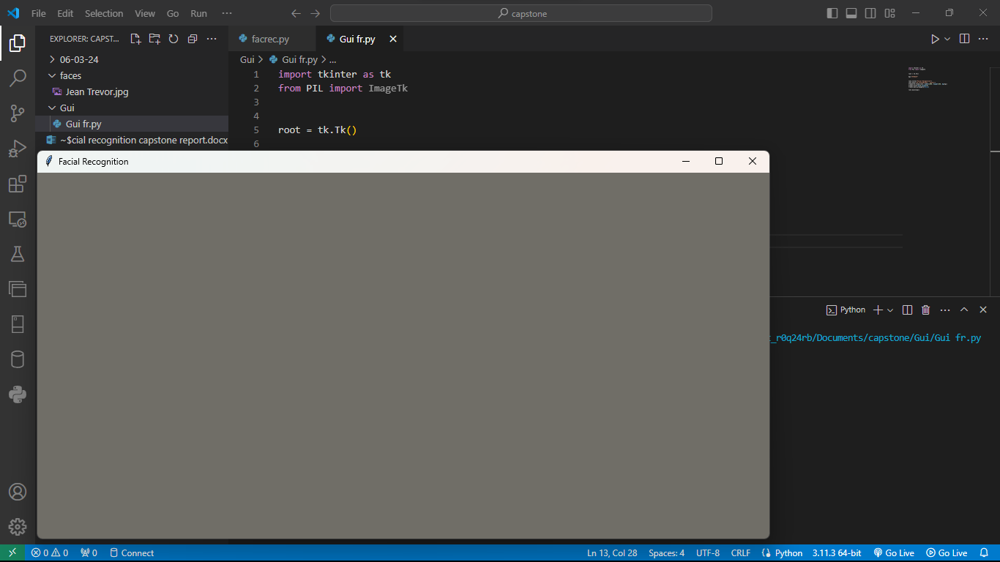 File Edit Selection View Go Run ···
capstone
EXPLORER: CAPST...
facrec.py
Gui fr.py
06-03-24
faces
Jean Trevor.jpg
Gui
Gui fr.py
~$cial recognition capstone report.docx
Gui > Gui fr.py > ...
1 import tkinter as tk
2 from PIL import ImageTk
3
4
5 root = tk.Tk()
6
Facial Recognition
Python
_r0q24rb/Documents/capstone/Gui/Gui fr.py
0 0 0 Connect
Ln 13, Col 28 Spaces: 4 UTF-8 CRLF Python 3.11.3 64-bit Go Live Go Live